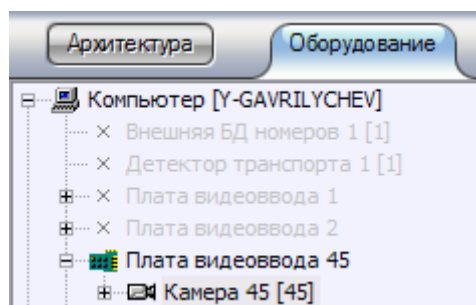 Архитектура Оборудование
Компьютер [Y-GAVRILYCHEV]
Внешняя БД номеров 1 [1]
Детектор транспорта 1 [1]
Плата видеоввода 1
Плата видеоввода 2
Плата видеоввода 45
Камера 45 [45]